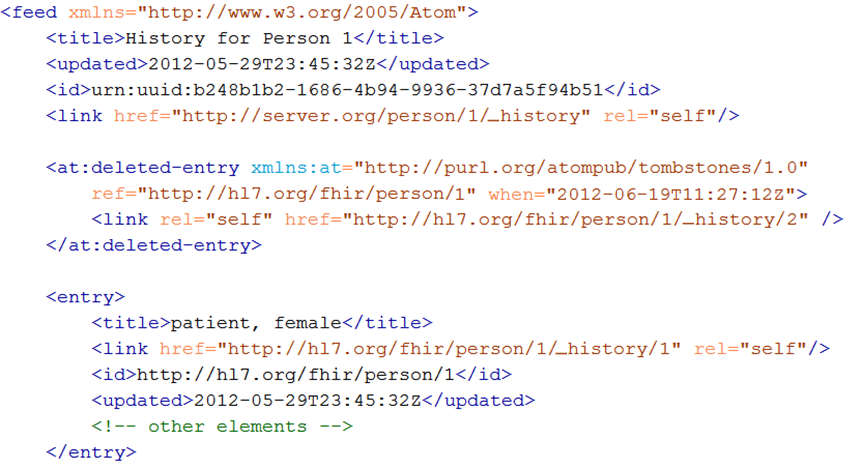 <feed xmlns="http://www.w3.org/2005/Atom">
<title>History for Person 1</title>
<updated>2012-05-29T23:45:32Z</updated>
<id>urn:uuid:b248b1b2-1686-4b94-9936-37d7a5f94b51</id>
<link href="http://server.org/person/1/_history" rel="self"/>
<at:deleted-entry xmlns:at="http://purl.org/atompub/tombstones/1.0"
ref="http://hl7.org/fhir/person/1" when="2012-06-19T11:27:12Z">
<link rel="self" href="http://hl7.org/fhir/person/1/_history/2" />
</at:deleted-entry>
<entry>
<title>patient, female</title>
<link href="http://hl7.org/fhir/person/1/_history/1" rel="self"/>
<id>http://hl7.org/fhir/person/1</id>
<updated>2012-05-29T23:45:32Z</updated>
<!-- other elements -->
</entry>